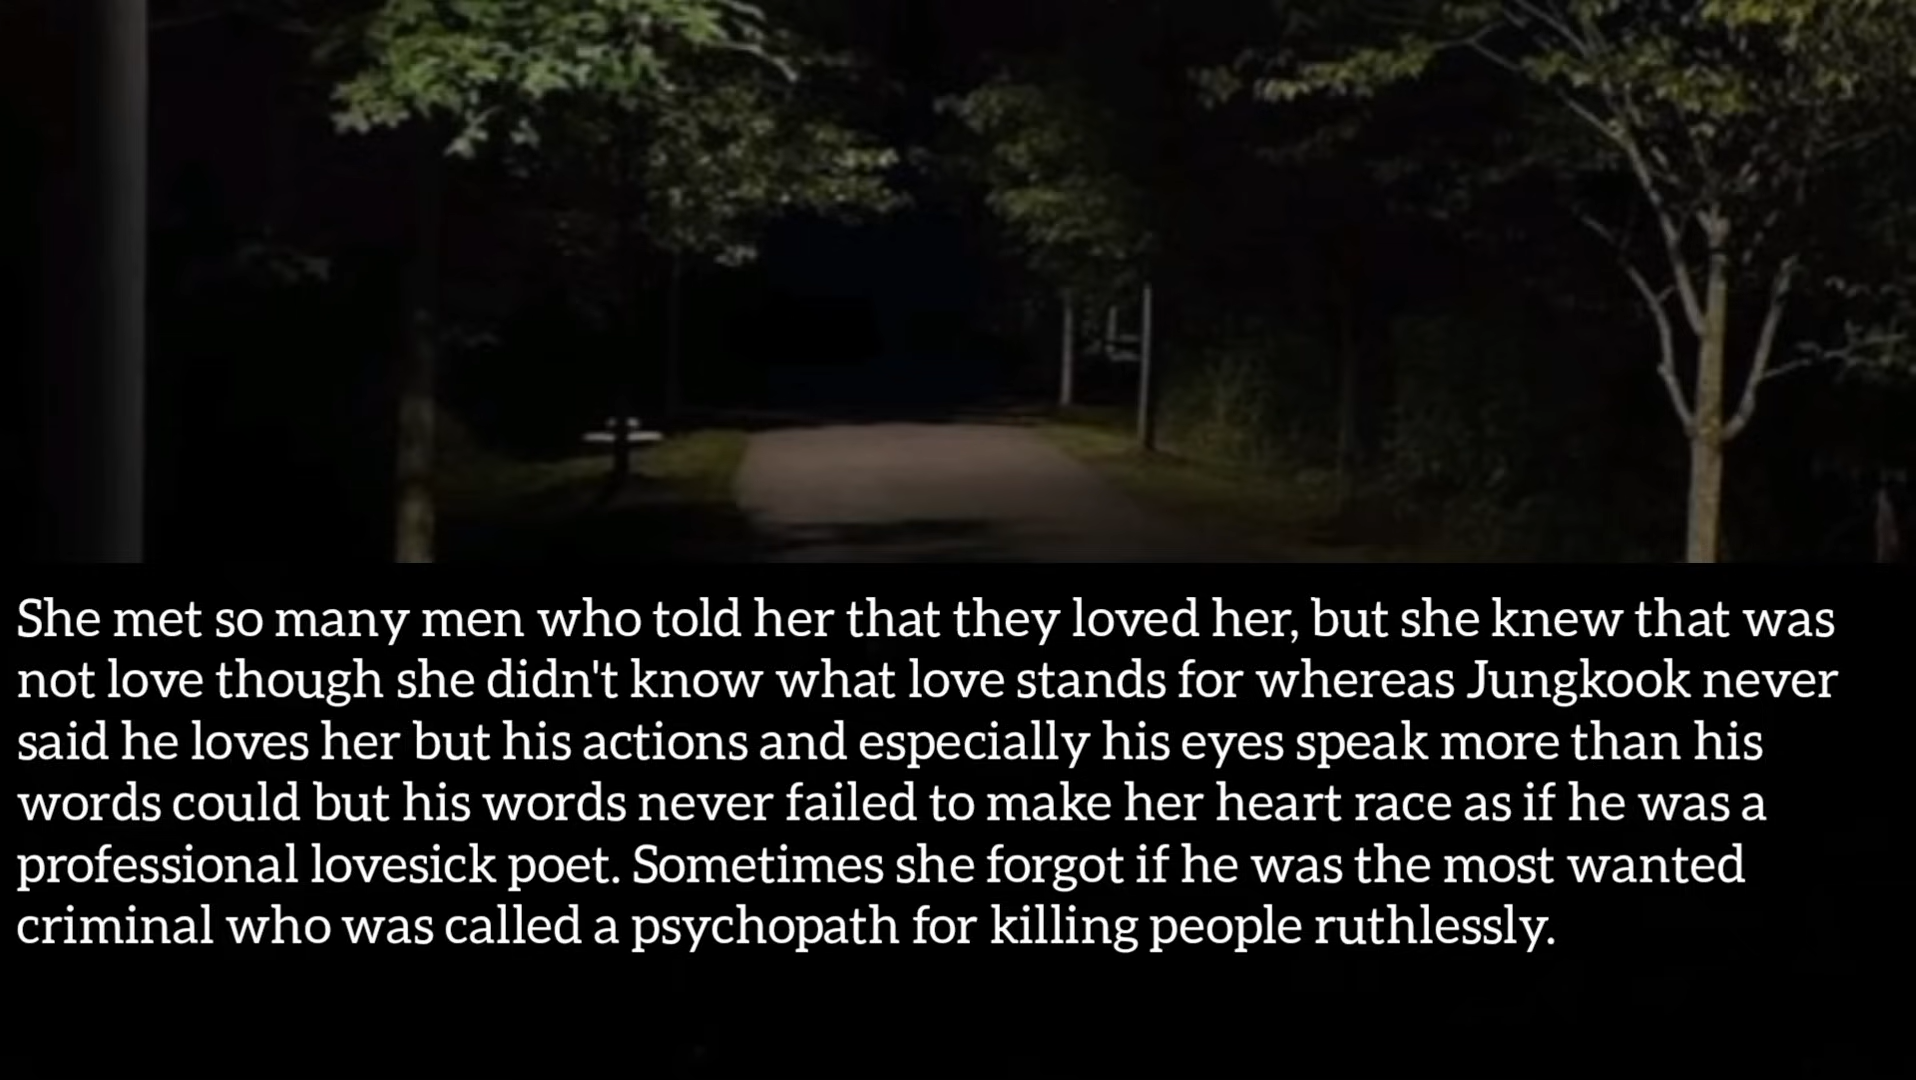 She met so many men who told her that they loved her, but she knew that was
not love though she didn't know what love stands for whereas Jungkook never
said he loves her but his actions and especially his eyes speak more than his
words could but his words never failed to make her heart race as if he was a
professional lovesick poet. Sometimes she forgot if he was the most wanted
criminal who was called a psychopath for killing people ruthlessly.